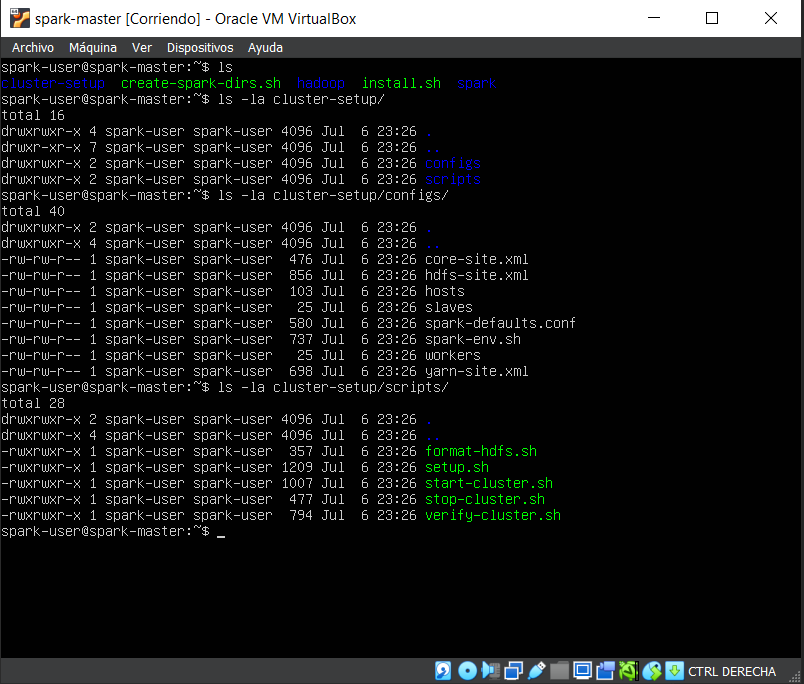 spark-master [Corriendo] - Oracle VM VirtualBox
Archivo Máquina Ver Dispositivos Ayuda
spark-user@spark-master:~$ ls
cluster-setup create-spark-dirs.sh hadoop install.sh spark
spark-user@spark-master:~$ ls -la cluster-setup/
total 16
drwxrwxr-x 4 spark-user spark-user 4096 Jul  6 23:26 .
drwxr-xr-x 7 spark-user spark-user 4096 Jul  6 23:26 ..
drwxrwxr-x 2 spark-user spark-user 4096 Jul  6 23:26 configs
drwxrwxr-x 2 spark-user spark-user 4096 Jul  6 23:26 scripts
spark-user@spark-master:~$ ls -la cluster-setup/configs/
total 40
drwxrwxr-x 2 spark-user spark-user 4096 Jul  6 23:26 .
drwxrwxr-x 4 spark-user spark-user 4096 Jul  6 23:26 ..
-rw-rw-r-- 1 spark-user spark-user  476 Jul  6 23:26 core-site.xml
-rw-rw-r-- 1 spark-user spark-user  856 Jul  6 23:26 hdfs-site.xml
-rw-rw-r-- 1 spark-user spark-user  103 Jul  6 23:26 hosts
-rw-rw-r-- 1 spark-user spark-user   25 Jul  6 23:26 slaves
-rw-rw-r-- 1 spark-user spark-user  580 Jul  6 23:26 spark-defaults.conf
-rw-rw-r-- 1 spark-user spark-user  737 Jul  6 23:26 spark-env.sh
-rw-rw-r-- 1 spark-user spark-user   25 Jul  6 23:26 workers
-rw-rw-r-- 1 spark-user spark-user  698 Jul  6 23:26 yarn-site.xml
spark-user@spark-master:~$ ls -la cluster-setup/scripts/
total 28
drwxrwxr-x 2 spark-user spark-user 4096 Jul  6 23:26 .
drwxrwxr-x 4 spark-user spark-user 4096 Jul  6 23:26 ..
-rwxrwxr-x 1 spark-user spark-user  357 Jul  6 23:26 format-hdfs.sh
-rwxrwxr-x 1 spark-user spark-user 1209 Jul  6 23:26 setup.sh
-rwxrwxr-x 1 spark-user spark-user 1007 Jul  6 23:26 start-cluster.sh
-rwxrwxr-x 1 spark-user spark-user  477 Jul  6 23:26 stop-cluster.sh
-rwxrwxr-x 1 spark-user spark-user  794 Jul  6 23:26 verify-cluster.sh
spark-user@spark-master:~$ _
CTRL DERECHA